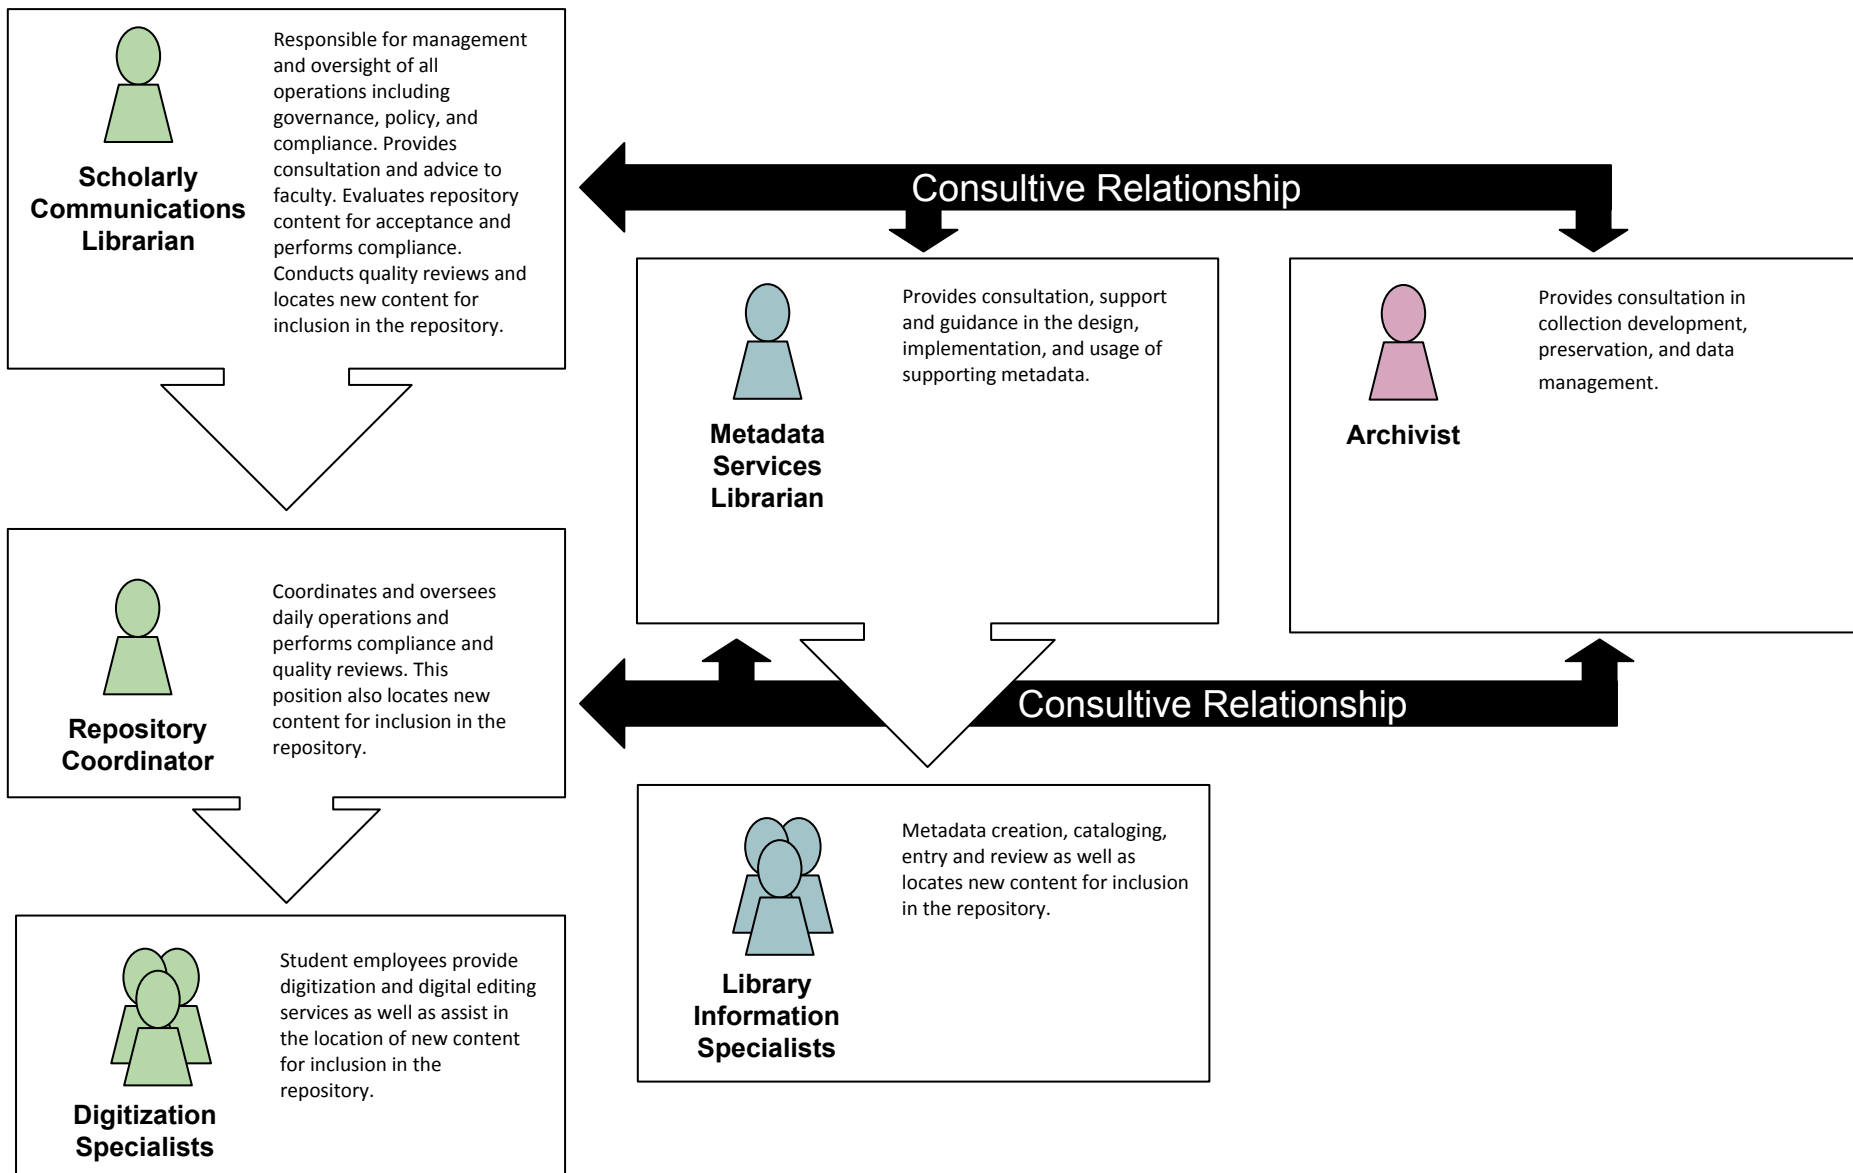 Scholarly
Communications
Librarian
Responsible for management
and oversight of all
operations including
governance, policy, and
compliance. Provides
consultation and advice to
faculty. Evaluates repository
content for acceptance and
performs compliance.
Conducts quality reviews and
locates new content for
inclusion in the repository.
Consultive Relationship
Metadata
Services
Librarian
Provides consultation, support
and guidance in the design,
implementation, and usage of
supporting metadata.
Archivist
Provides consultation in
collection development,
preservation, and data
management.
Repository
Coordinator
Coordinates and oversees
daily operations and
performs compliance and
quality reviews. This
position also locates new
content for inclusion in the
repository.
Consultive Relationship
Library
Information
Specialists
Metadata creation, cataloging,
entry and review as well as
locates new content for inclusion
in the repository.
Digitization
Specialists
Student employees provide
digitization and digital editing
services as well as assist in
the location of new content
for inclusion in the
repository.